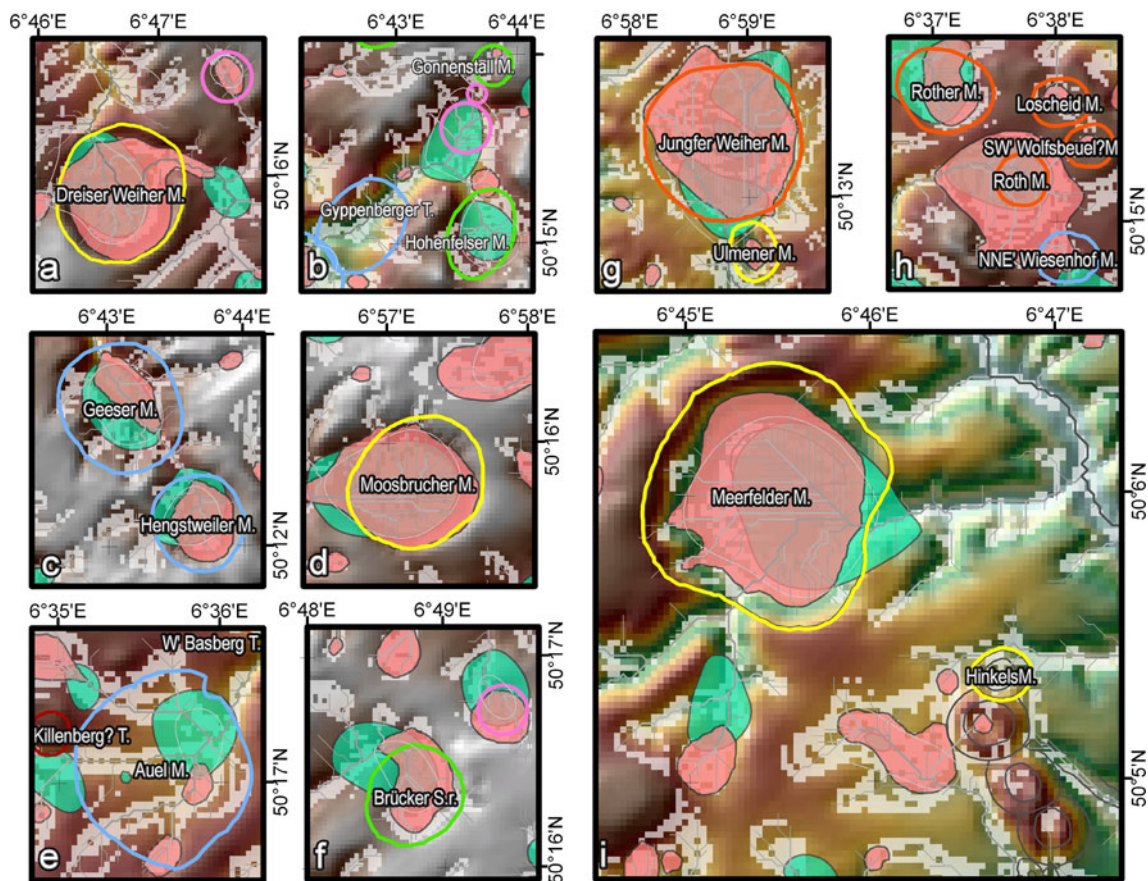 6°46'E 6°47'E
6°43'E 6°44'E
6°58'E 6°59'E
6°37'E 6°38'E
Dreiser Weiher M.
50°16'N
a
Gonnenstall M.
Gyppenberger T.
Hohenfelser M.
50°15'N
b
Jungfer Weiher M.
Ulmener M.
50°13'N
g
Rother M.
Loscheid M.
SW' Wolfsbeuel?M
Roth M.
NNE' Wiesenhof M.
50°15'N
h
6°43'E 6°44'E
Geeser M.
Hengstweiler M.
50°12'N
c
6°57'E 6°58'E
Moosbrucher M.
50°16'N
d
6°35'E 6°36'E
W' Basberg T.
Killenberg? T.
Auel M.
50°17'N
e
6°48'E 6°49'E
50°17'N
Brücker S.r.
50°16'N
f
6°45'E 6°46'E 6°47'E
Meerfelder M.
50°6'N
HinkelsM.
50°5'N
i